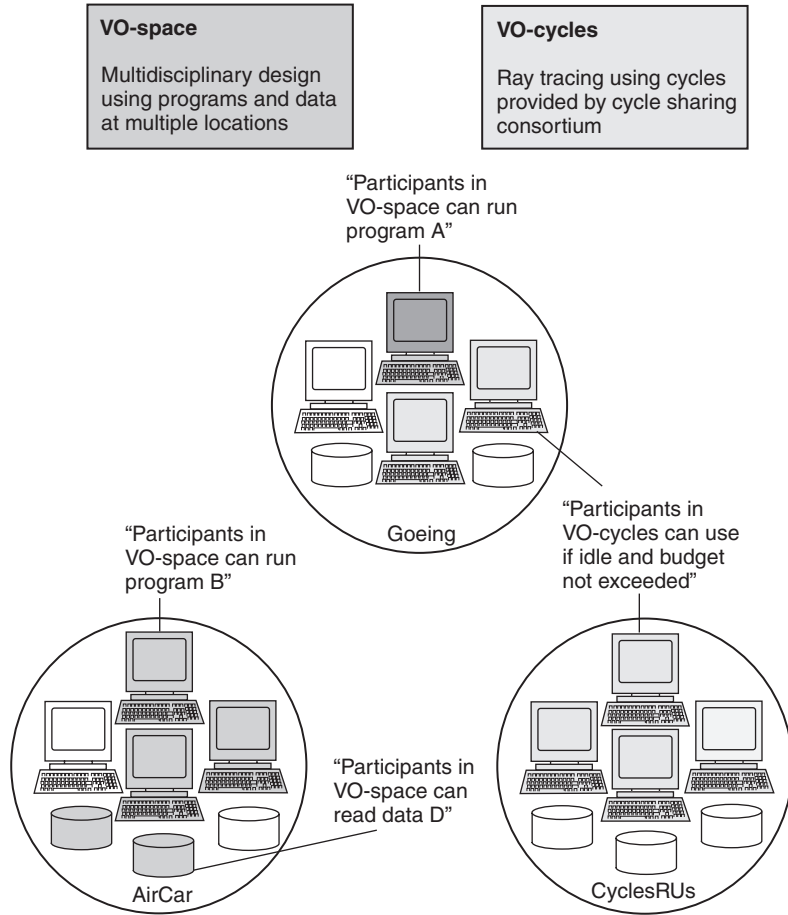 VO-space
Multidisciplinary design
using programs and data
at multiple locations
VO-cycles
Ray tracing using cycles
provided by cycle sharing
consortium
“Participants in
VO-space can run
program A”
Goeing
“Participants in
VO-cycles can use
if idle and budget
not exceeded”
“Participants in
VO-space can run
program B”
“Participants in
VO-space can
read data D”
AirCar
CyclesRUs